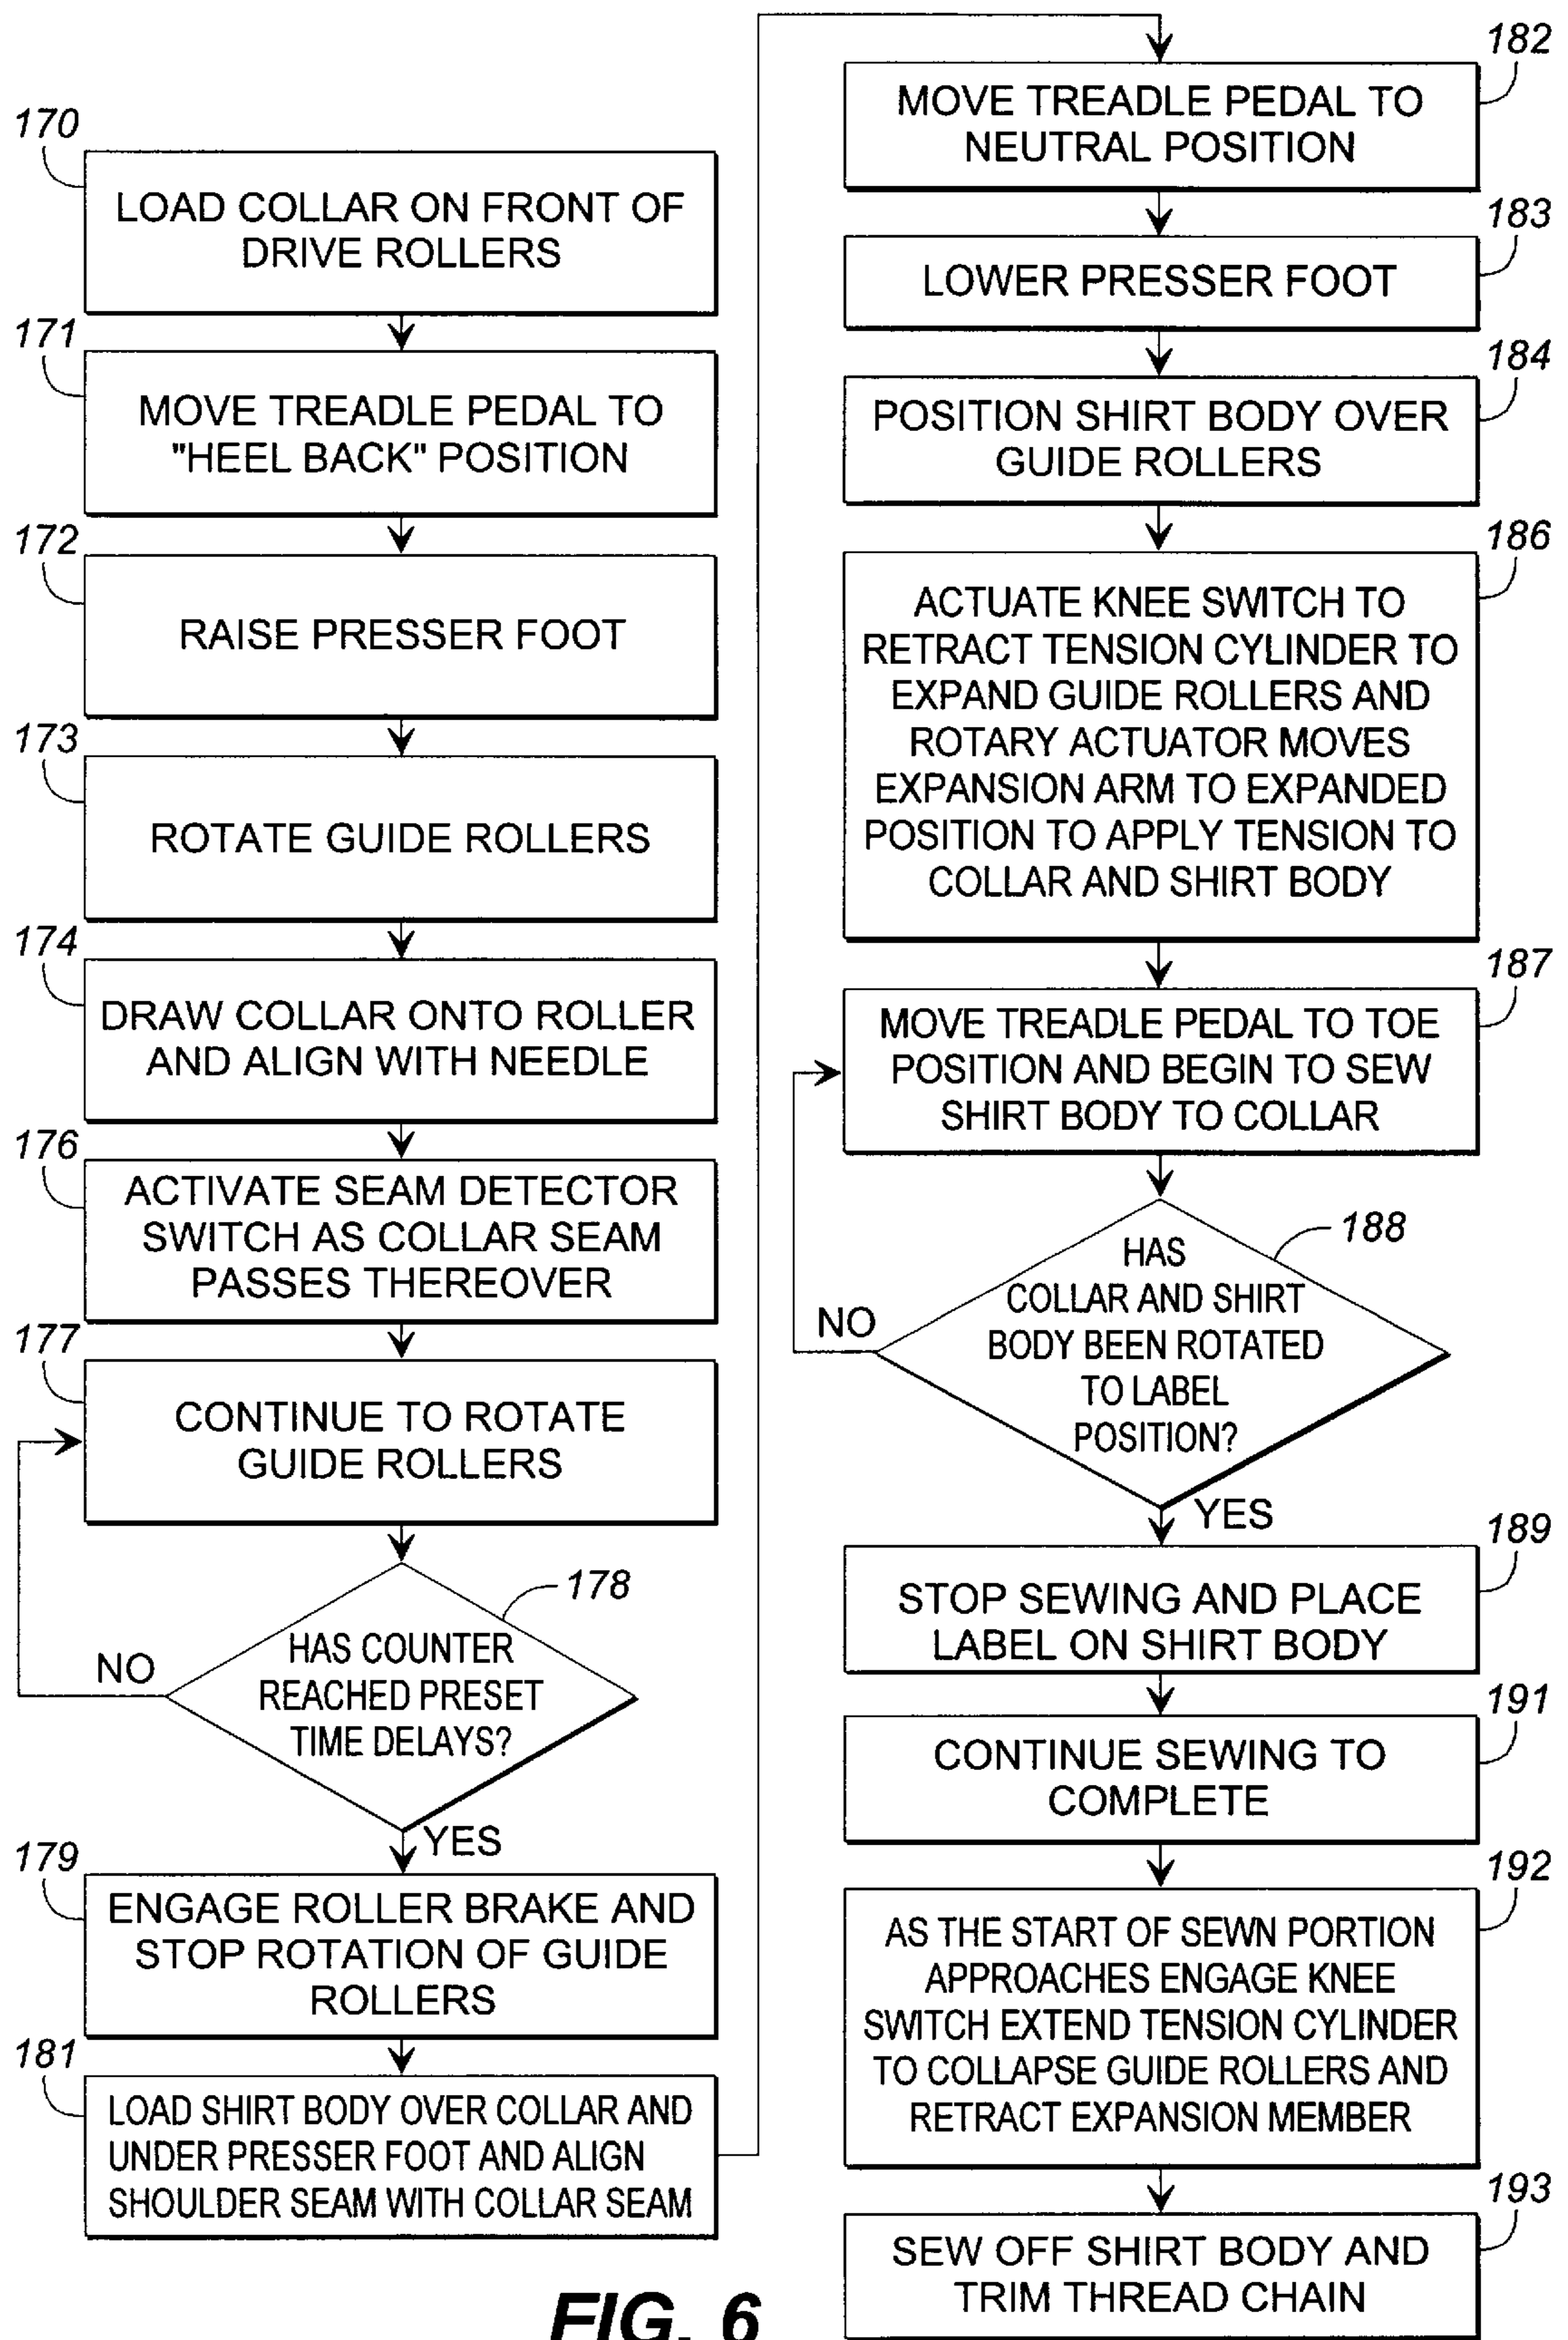 170
LOAD COLLAR ON FRONT OF
DRIVE ROLLERS
171
MOVE TREADLE PEDAL TO
"HEEL BACK" POSITION
172
RAISE PRESSER FOOT
173
ROTATE GUIDE ROLLERS
174
DRAW COLLAR ONTO ROLLER
AND ALIGN WITH NEEDLE
176
ACTIVATE SEAM DETECTOR
SWITCH AS COLLAR SEAM
PASSES THEREOVER
177
CONTINUE TO ROTATE
GUIDE ROLLERS
178
HAS COUNTER
REACHED PRESET
TIME DELAYS?
NO
YES
179
ENGAGE ROLLER BRAKE AND
STOP ROTATION OF GUIDE
ROLLERS
181
LOAD SHIRT BODY OVER COLLAR AND
UNDER PRESSER FOOT AND ALIGN
SHOULDER SEAM WITH COLLAR SEAM
182
MOVE TREADLE PEDAL TO
NEUTRAL POSITION
183
LOWER PRESSER FOOT
184
POSITION SHIRT BODY OVER
GUIDE ROLLERS
186
ACTUATE KNEE SWITCH TO
RETRACT TENSION CYLINDER TO
EXPAND GUIDE ROLLERS AND
ROTARY ACTUATOR MOVES
EXPANSION ARM TO EXPANDED
POSITION TO APPLY TENSION TO
COLLAR AND SHIRT BODY
187
MOVE TREADLE PEDAL TO TOE
POSITION AND BEGIN TO SEW
SHIRT BODY TO COLLAR
188
HAS
COLLAR AND SHIRT
BODY BEEN ROTATED
TO LABEL
POSITION?
NO
YES
189
STOP SEWING AND PLACE
LABEL ON SHIRT BODY
191
CONTINUE SEWING TO
COMPLETE
192
AS THE START OF SEWN PORTION
APPROACHES ENGAGE KNEE
SWITCH EXTEND TENSION CYLINDER
TO COLLAPSE GUIDE ROLLERS AND
RETRACT EXPANSION MEMBER
193
SEW OFF SHIRT BODY AND
TRIM THREAD CHAIN
FIG. 6